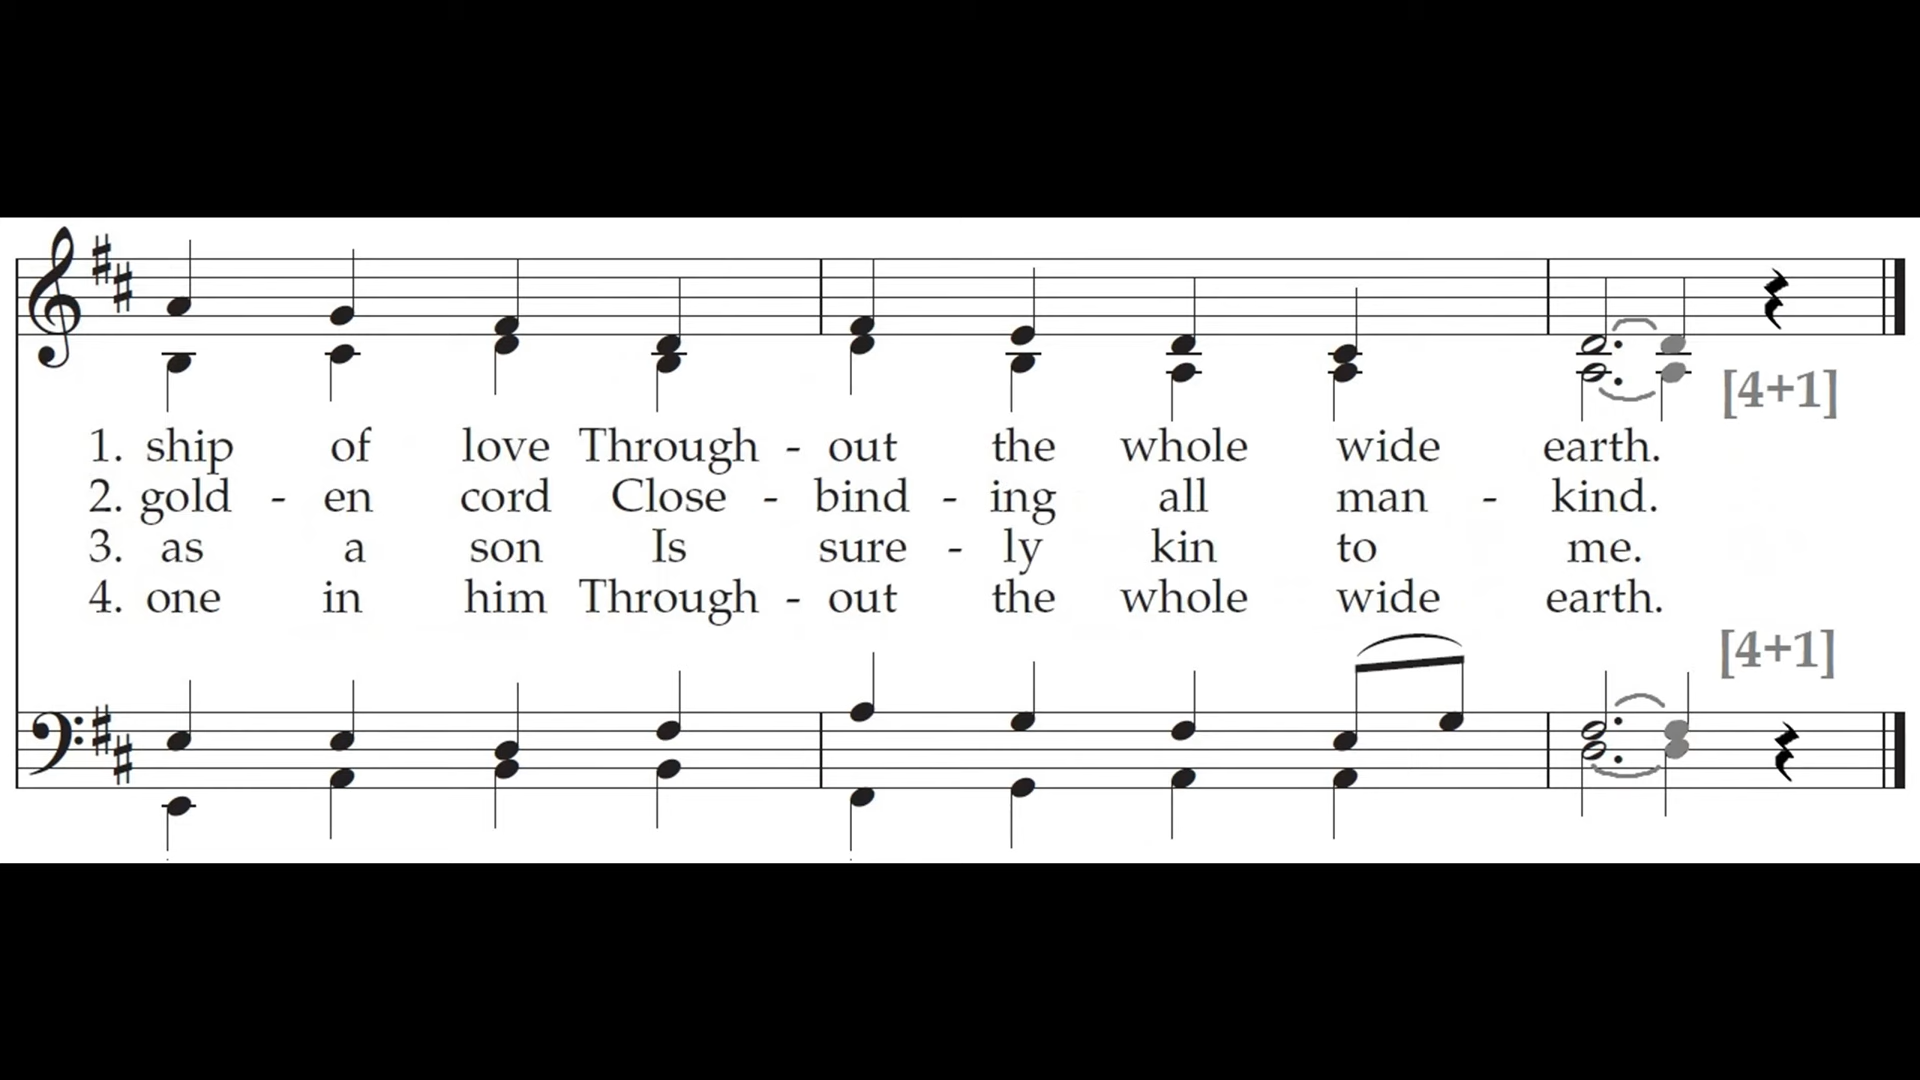 [4+1]
1. ship of love Through - out the whole wide earth.
2. gold - en cord Close - bind - ing all man - kind.
3. as a son Is sure - ly kin to me.
4. one in him Through - out the whole wide earth.
[4+1]